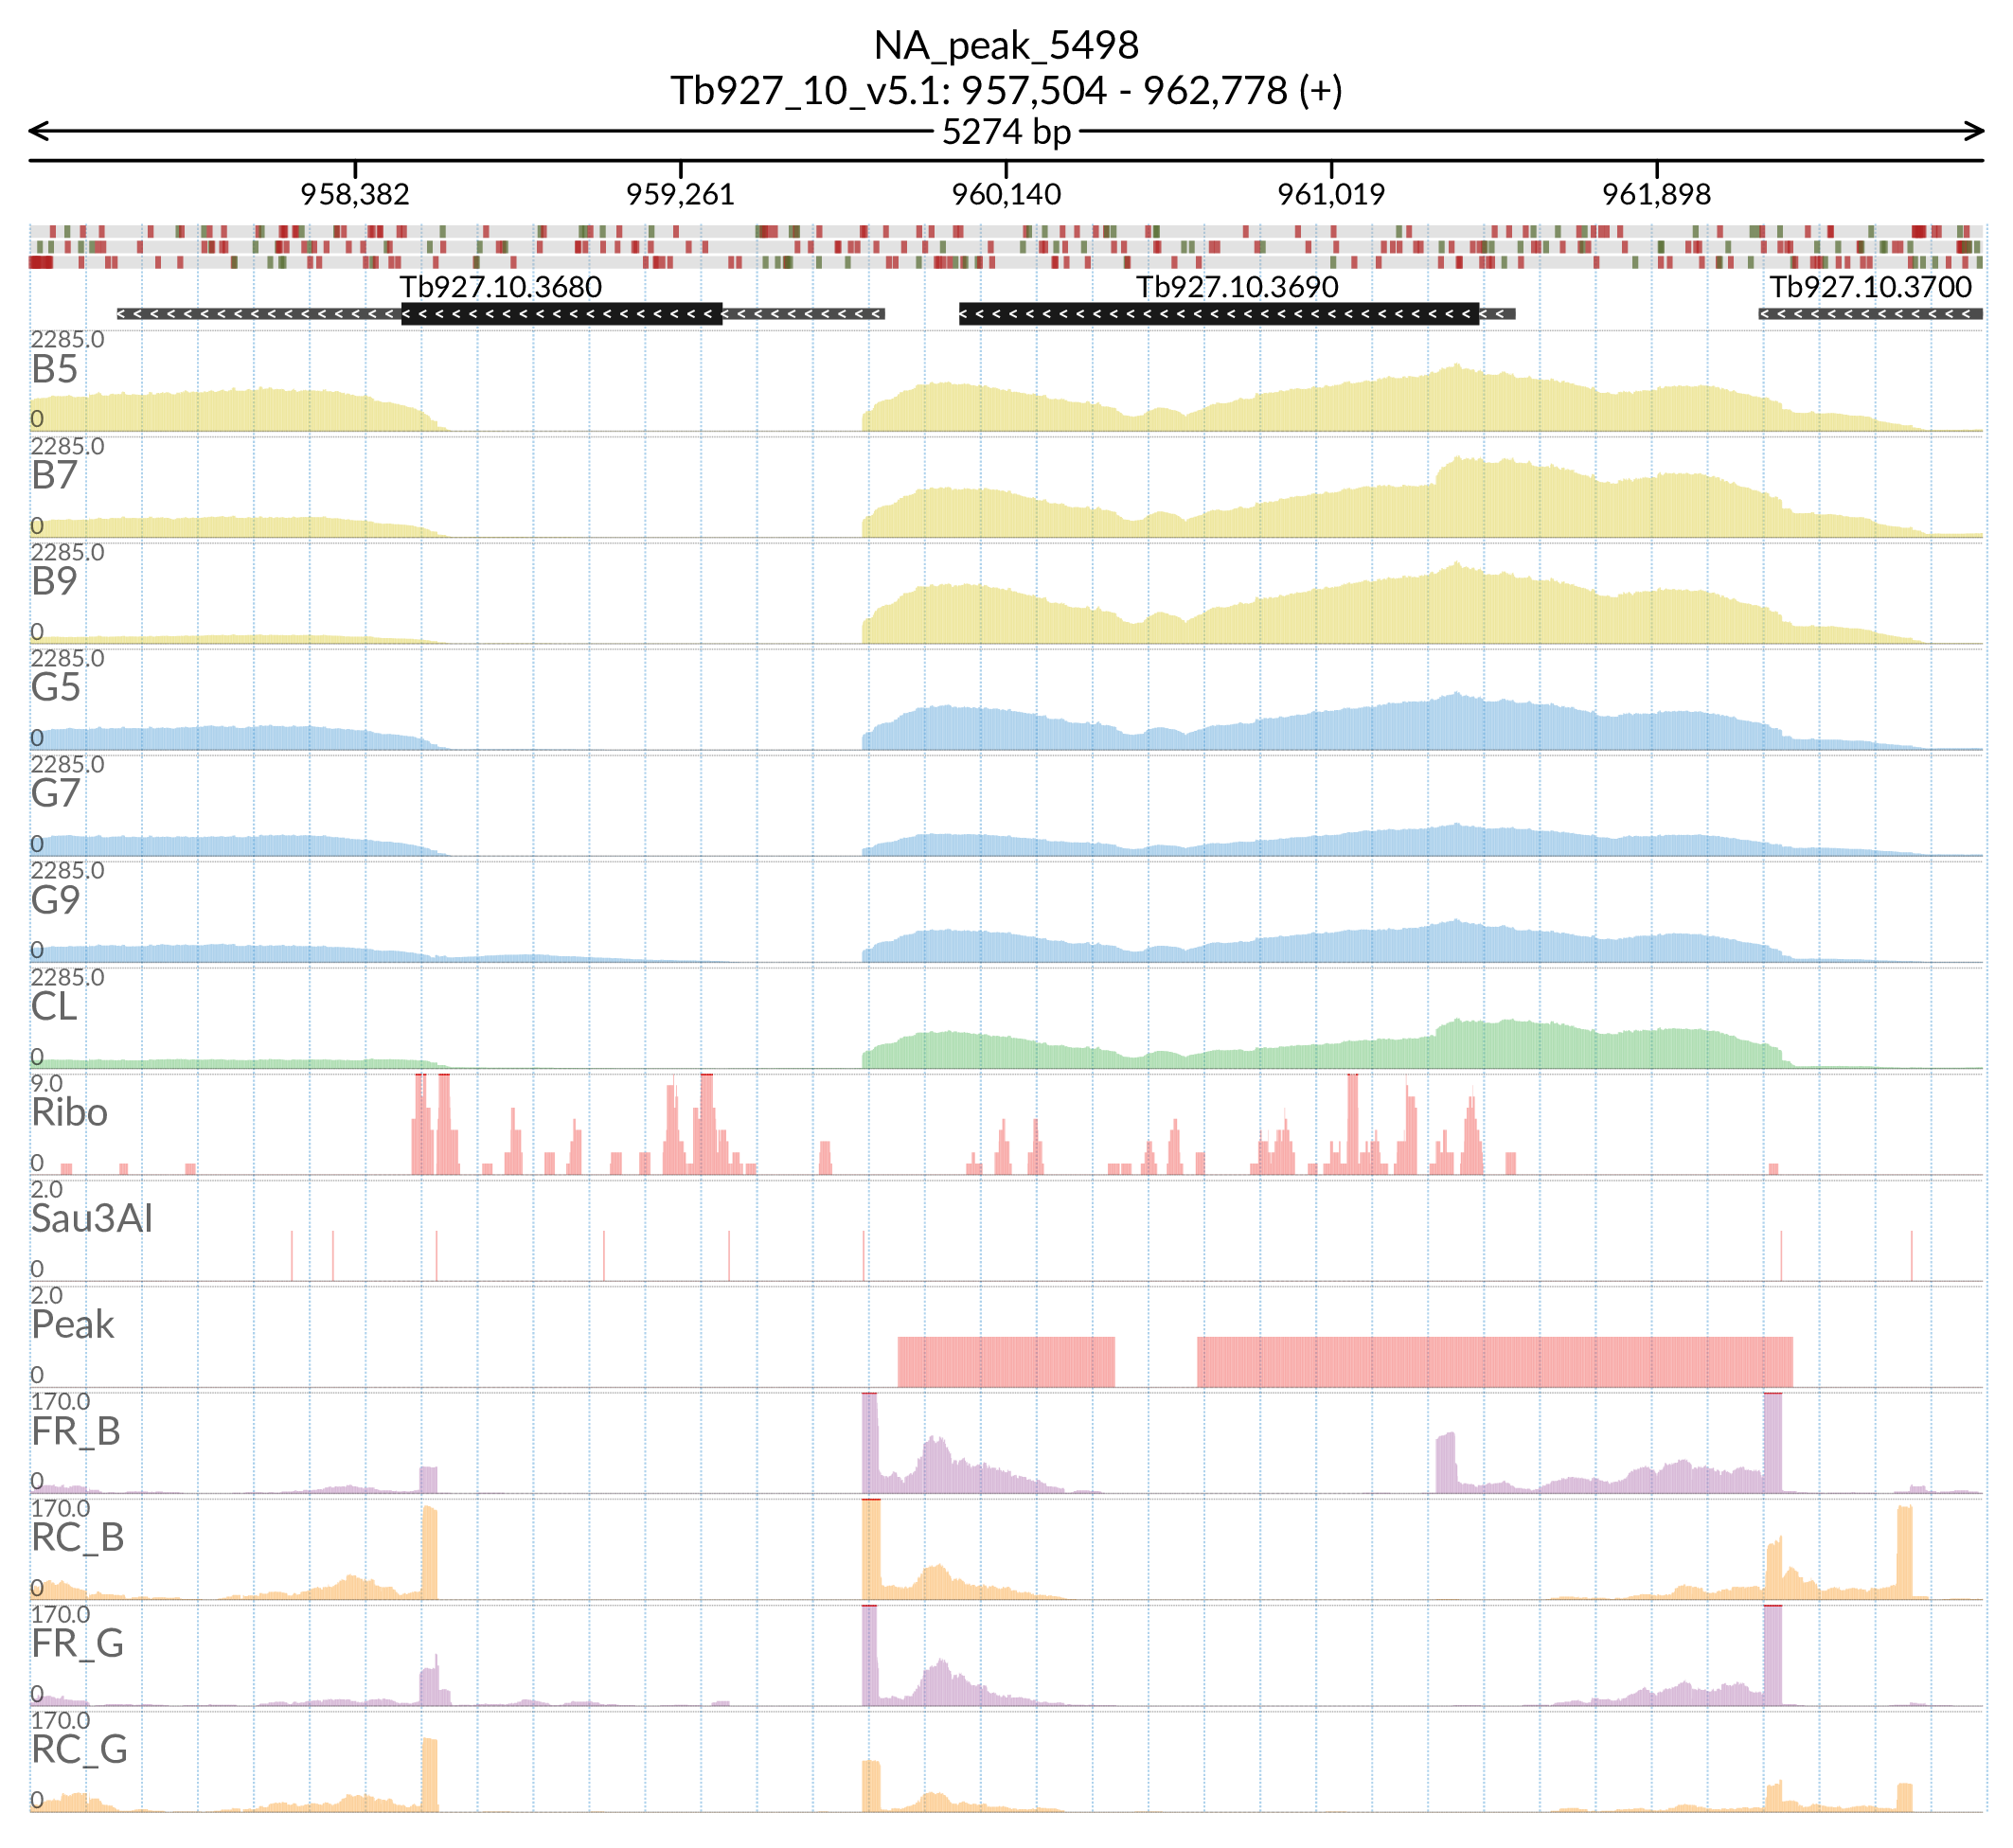 NA_peak_5498
Tb927_10_v5.1: 957,504 - 962,778 (+)
5274 bp
958,382 959,261 960,140 961,019 961,898
Tb927.10.3680 Tb927.10.3690 Tb927.10.3700
2285.0
B5
0
2285.0
B7
0
2285.0
B9
0
2285.0
G5
0
2285.0
G7
0
2285.0
G9
0
2285.0
CL
0
9.0
Ribo
0
2.0
Sau3AI
0
2.0
Peak
0
170.0
FR_B
0
170.0
RC_B
0
170.0
FR_G
0
170.0
RC_G
0